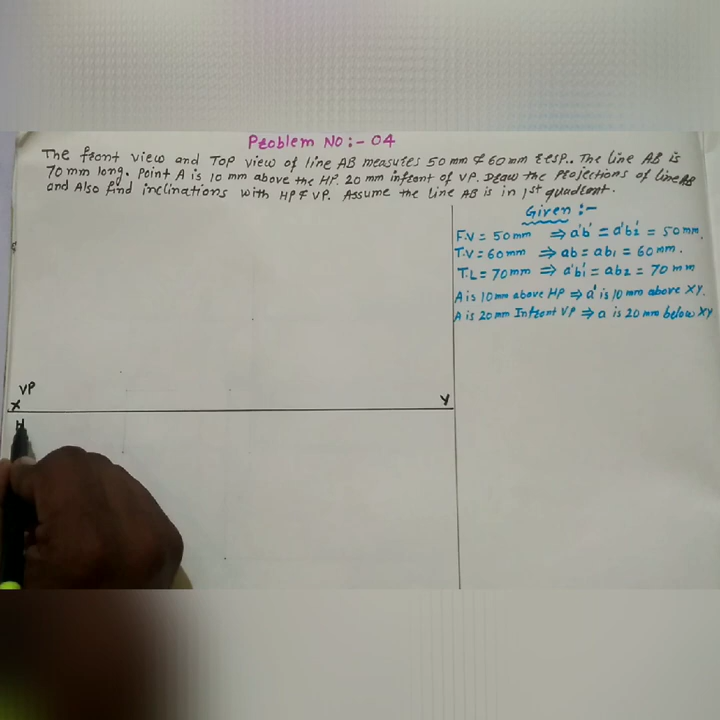 Problem No:- 04
The front view and Top view of line AB measures 50 mm & 60 mm resp.. The line AB is
70 mm long. Point A is 10 mm above the HP. 20 mm infront of VP. Draw the Projections of line AB
and Also find inclinations with HP & VP. Assume the line AB is in 1st quadrant.
Given :-
F.V = 50 mm ⇒ a'b' = a'b2' = 50 mm.
T.V = 60 mm ⇒ ab = ab1 = 60 mm.
T.L = 70 mm ⇒ a'b1' = ab2 = 70 mm
A is 10 mm above HP ⇒ a' is 10 mm above XY.
A is 20 mm Infront VP ⇒ a is 20 mm below XY
VP
X
Y
H